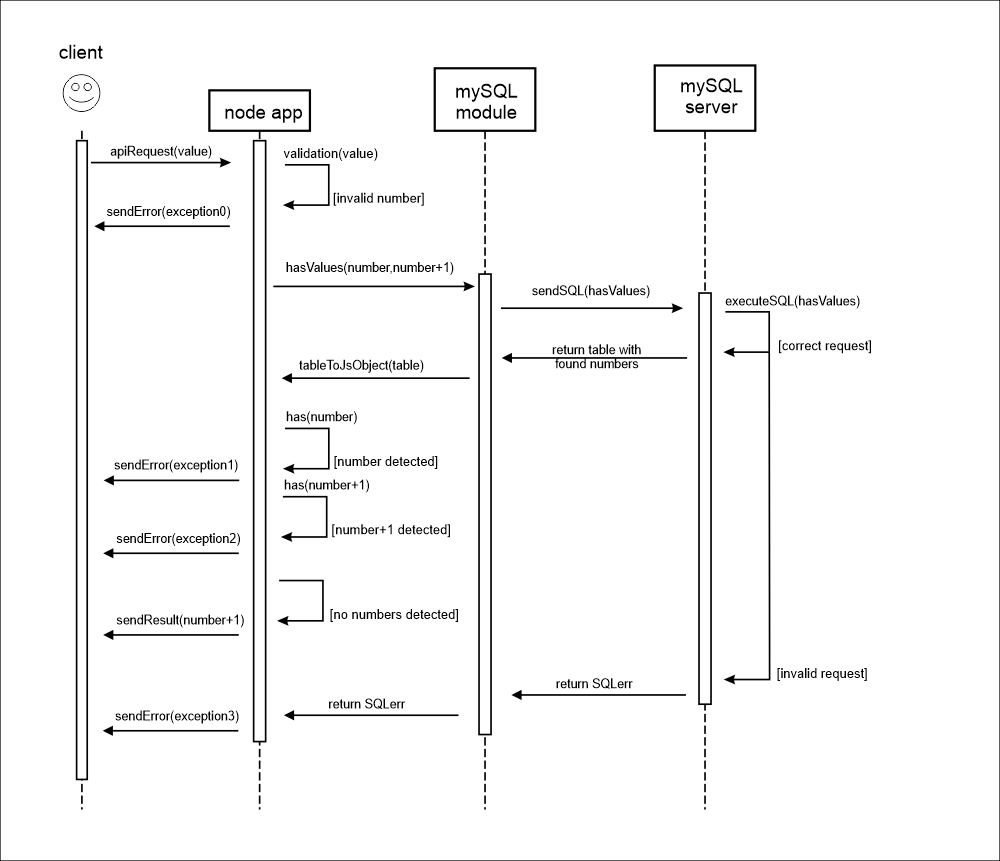 client
node app
mySQL
module
mySQL
server
apiRequest(value)
validation(value)
[invalid number]
sendError(exception0)
hasValues(number,number+1)
sendSQL(hasValues)
executeSQL(hasValues)
[correct request]
return table with
found numbers
tableToJsObject(table)
has(number)
[number detected]
sendError(exception1)
has(number+1)
[number+1 detected]
sendError(exception2)
[no numbers detected]
sendResult(number+1)
[invalid request]
return SQLerr
return SQLerr
sendError(exception3)